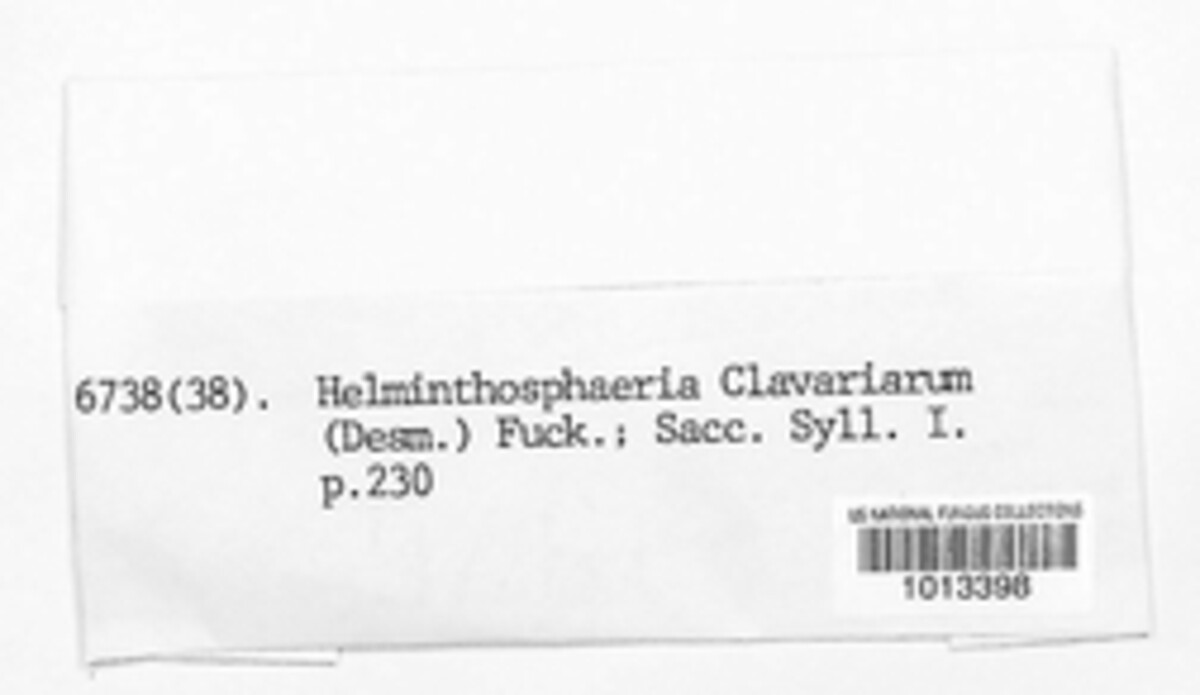 6738(38). Helminthosphaeria Clavariarum
(Desm.) Fuck.; Sacc. Syll. I.
p.230
US NATIONAL FUNGUS COLLECTIONS
1013398